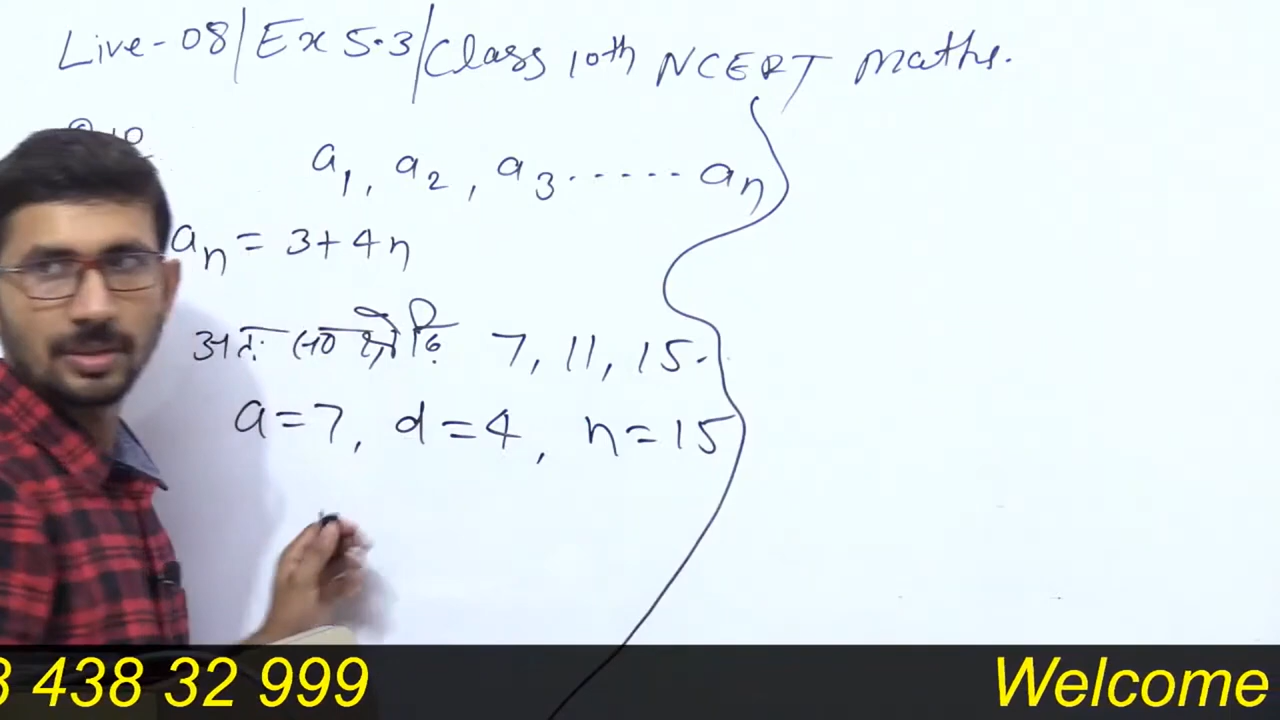 Live-08/Ex 5.3/Class 10th NCERT Maths.
a1, a2, a3...... an
an = 3+4n
अतः स० श्रेढ़ि 7, 11, 15.
a=7, d=4, n=15
438 32 999 Welcome